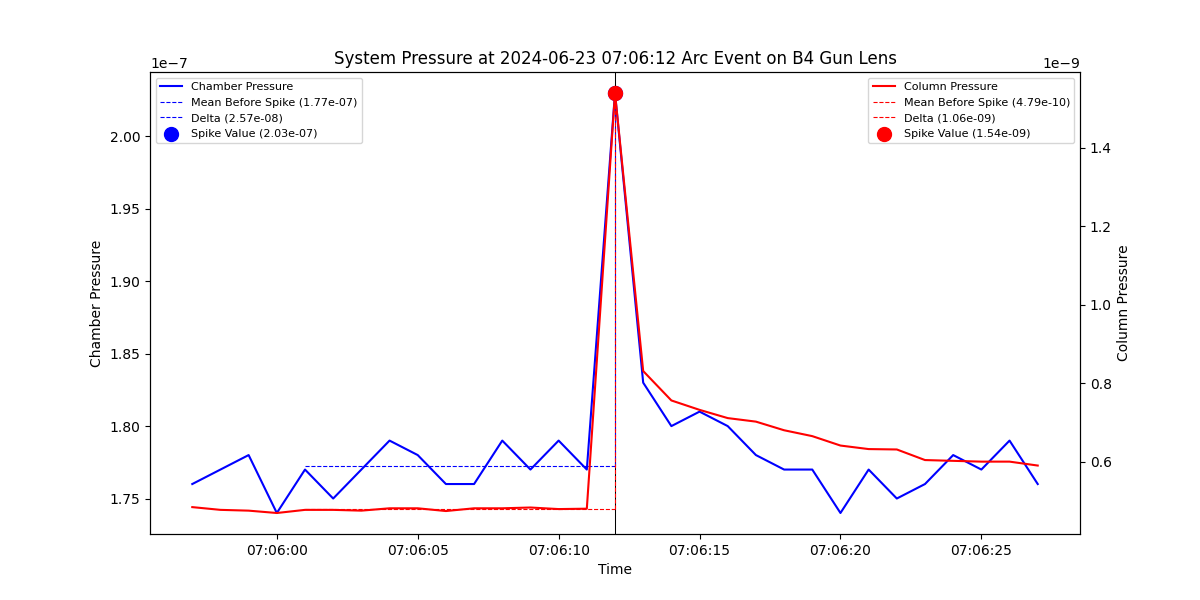 System Pressure at 2024-06-23 07:06:12 Arc Event on B4 Gun Lens
1e−7
1e−9
Chamber Pressure
Mean Before Spike (1.77e-07)
Delta (2.57e-08)
Spike Value (2.03e-07)
Column Pressure
Mean Before Spike (4.79e-10)
Delta (1.06e-09)
Spike Value (1.54e-09)
2.00
1.95
1.90
1.85
1.80
1.75
Chamber Pressure
1.4
1.2
1.0
0.8
0.6
Column Pressure
07:06:00
07:06:05
07:06:10
07:06:15
07:06:20
07:06:25
Time